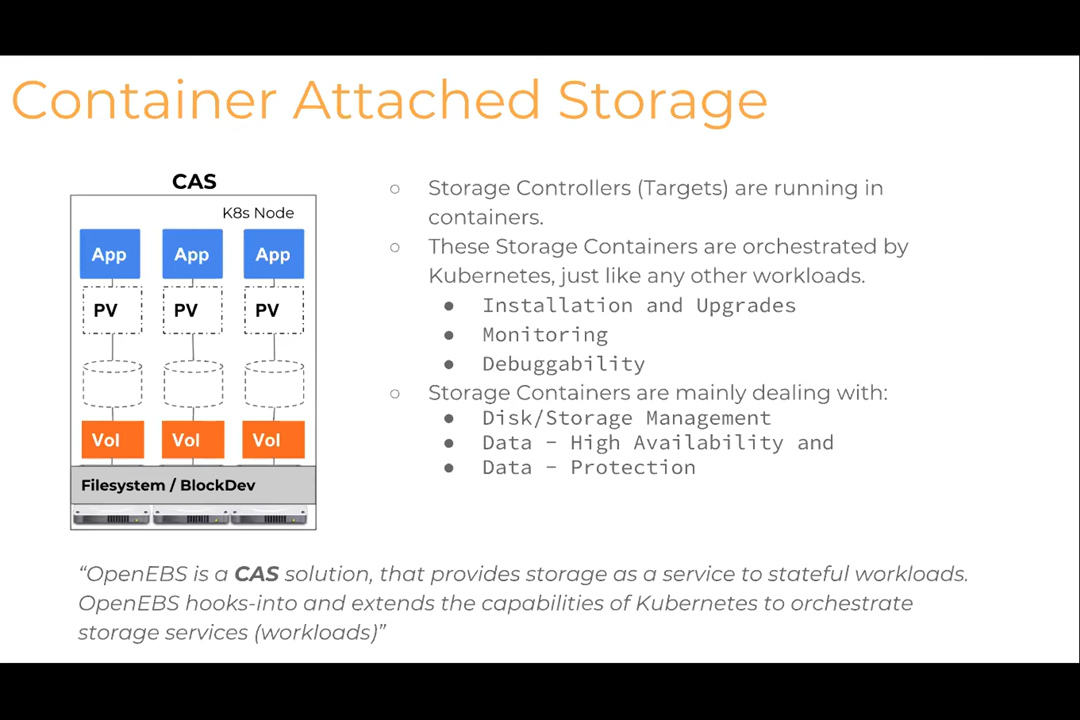 Container Attached Storage
CAS
K8s Node
App App App
PV PV PV
Vol Vol Vol
Filesystem / BlockDev
○ Storage Controllers (Targets) are running in
containers.
○ These Storage Containers are orchestrated by
Kubernetes, just like any other workloads.
● Installation and Upgrades
● Monitoring
● Debuggability
○ Storage Containers are mainly dealing with:
● Disk/Storage Management
● Data - High Availability and
● Data - Protection
“OpenEBS is a CAS solution, that provides storage as a service to stateful workloads.
OpenEBS hooks-into and extends the capabilities of Kubernetes to orchestrate
storage services (workloads)”